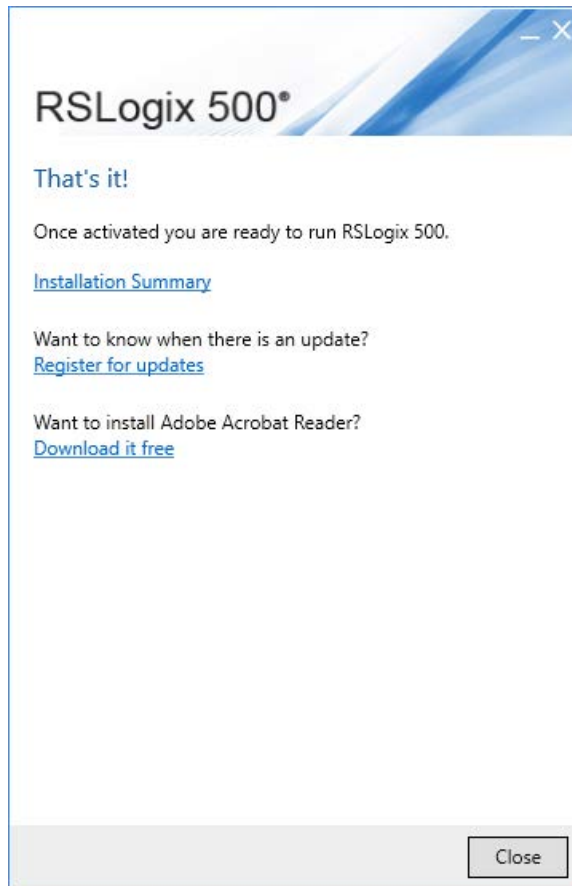 RSLogix 500®
That's it!
Once activated you are ready to run RSLogix 500.
Installation Summary
Want to know when there is an update?
Register for updates
Want to install Adobe Acrobat Reader?
Download it free
Close